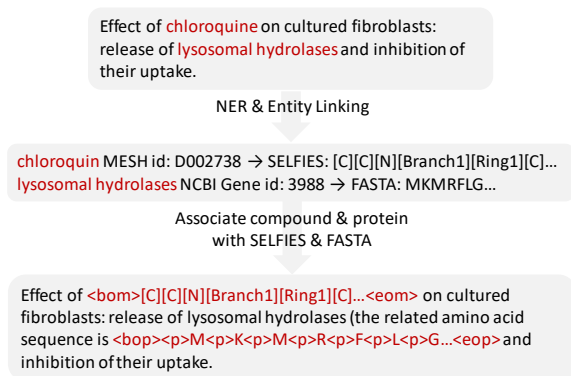 Effect of chloroquine on cultured fibroblasts:
release of lysosomal hydrolases and inhibition of
their uptake.
NER & Entity Linking
chloroquin MESH id: D002738 → SELFIES: [C][C][N][Branch1][Ring1][C]...
lysosomal hydrolases NCBI Gene id: 3988 → FASTA: MKMRFLG...
Associate compound & protein
with SELFIES & FASTA
Effect of <bom>[C][C][N][Branch1][Ring1][C]...<eom> on cultured
fibroblasts: release of lysosomal hydrolases (the related amino acid
sequence is <bop><p>M<p>K<p>M<p>R<p>F<p>L<p>G...<eop> and
inhibition of their uptake.